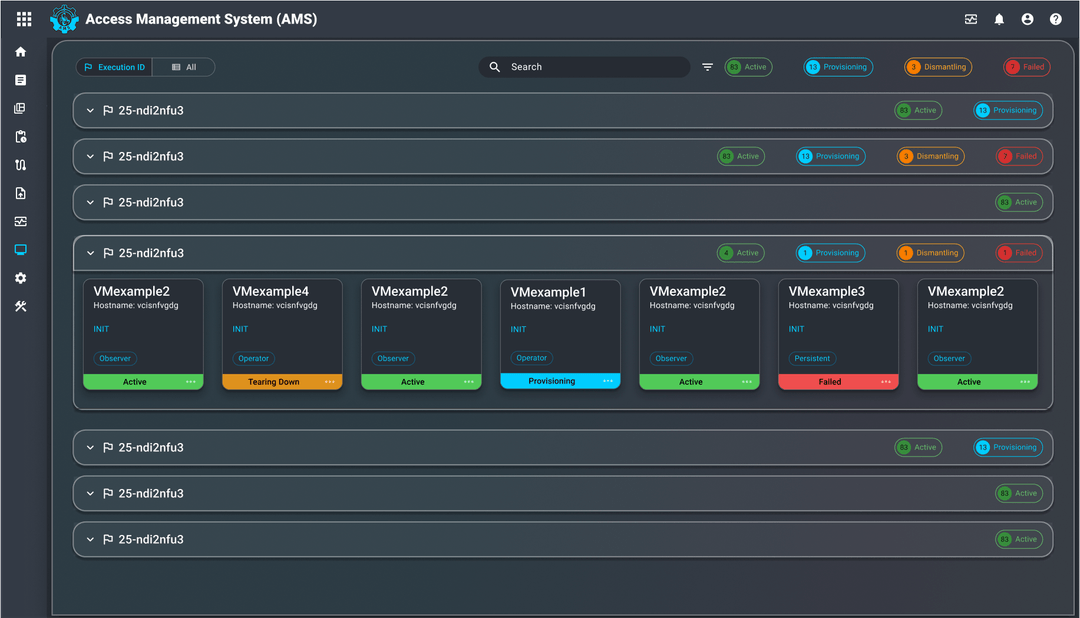 Access Management System (AMS)
Execution ID All Search 83 Active 13 Provisioning 3 Dismantling 7 Failed
25-ndi2nfu3 83 Active 13 Provisioning
25-ndi2nfu3 83 Active 13 Provisioning 3 Dismantling 7 Failed
25-ndi2nfu3 83 Active
25-ndi2nfu3 4 Active 1 Provisioning 1 Dismantling 1 Failed
VMexample2
Hostname: vcisnfvgdg
INIT
Observer
Active
VMexample4
Hostname: vcisnfvgdg
INIT
Operator
Tearing Down
VMexample2
Hostname: vcisnfvgdg
INIT
Observer
Active
VMexample1
Hostname: vcisnfvgdg
INIT
Operator
Provisioning
VMexample2
Hostname: vcisnfvgdg
INIT
Observer
Active
VMexample3
Hostname: vcisnfvgdg
INIT
Persistent
Failed
VMexample2
Hostname: vcisnfvgdg
INIT
Observer
Active
25-ndi2nfu3 83 Active 13 Provisioning
25-ndi2nfu3 83 Active
25-ndi2nfu3 83 Active